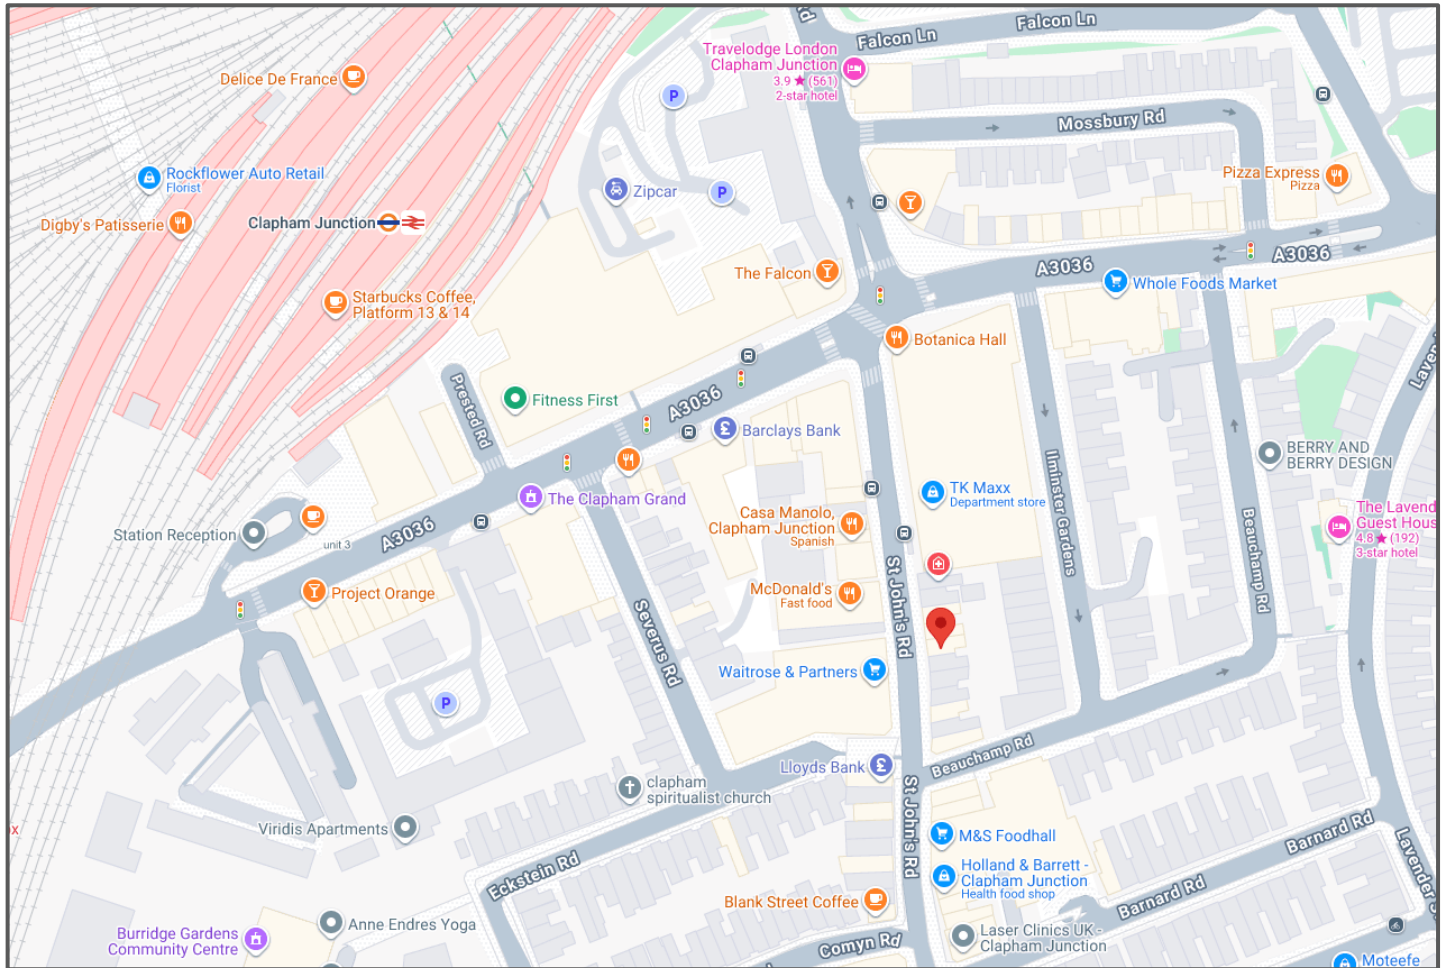 Rd
Falcon Ln
Falcon Ln
Travelodge London
Clapham Junction
3.9 ★ (561)
2-star hotel
Delice De France
P
Mossbury Rd
Rockflower Auto Retail
Florist
Zipcar
P
Pizza Express
Pizza
Digby's Patisserie
Clapham Junction
A3036
A3036
The Falcon
Whole Foods Market
Starbucks Coffee,
Platform 13 & 14
Botanica Hall
Laven
Prested Rd
Fitness First
A3036
£
Barclays Bank
BERRY AND
BERRY DESIGN
The Clapham Grand
TK Maxx
Department store
Ilminster Gardens
Casa Manolo,
Clapham Junction
Spanish
The Lavend
Guest Hous
4.8 ★ (192)
3-star hotel
Station Reception
unit 3
A3036
Beauchamp Rd
St John's Rd
McDonald's
Fast food
Project Orange
Severus Rd
Waitrose & Partners
P
Beauchamp Rd
Lloyds Bank
£
clapham
spiritualist church
St John's Rd
Viridis Apartments
x
M&S Foodhall
Barnard Rd
Eckstein Rd
Holland & Barrett -
Clapham Junction
Health food shop
Barnard Rd
Lavender S
Blank Street Coffee
Anne Endres Yoga
Burridge Gardens
Community Centre
Comyn Rd
Laser Clinics UK -
Clapham Junction
Moteefe